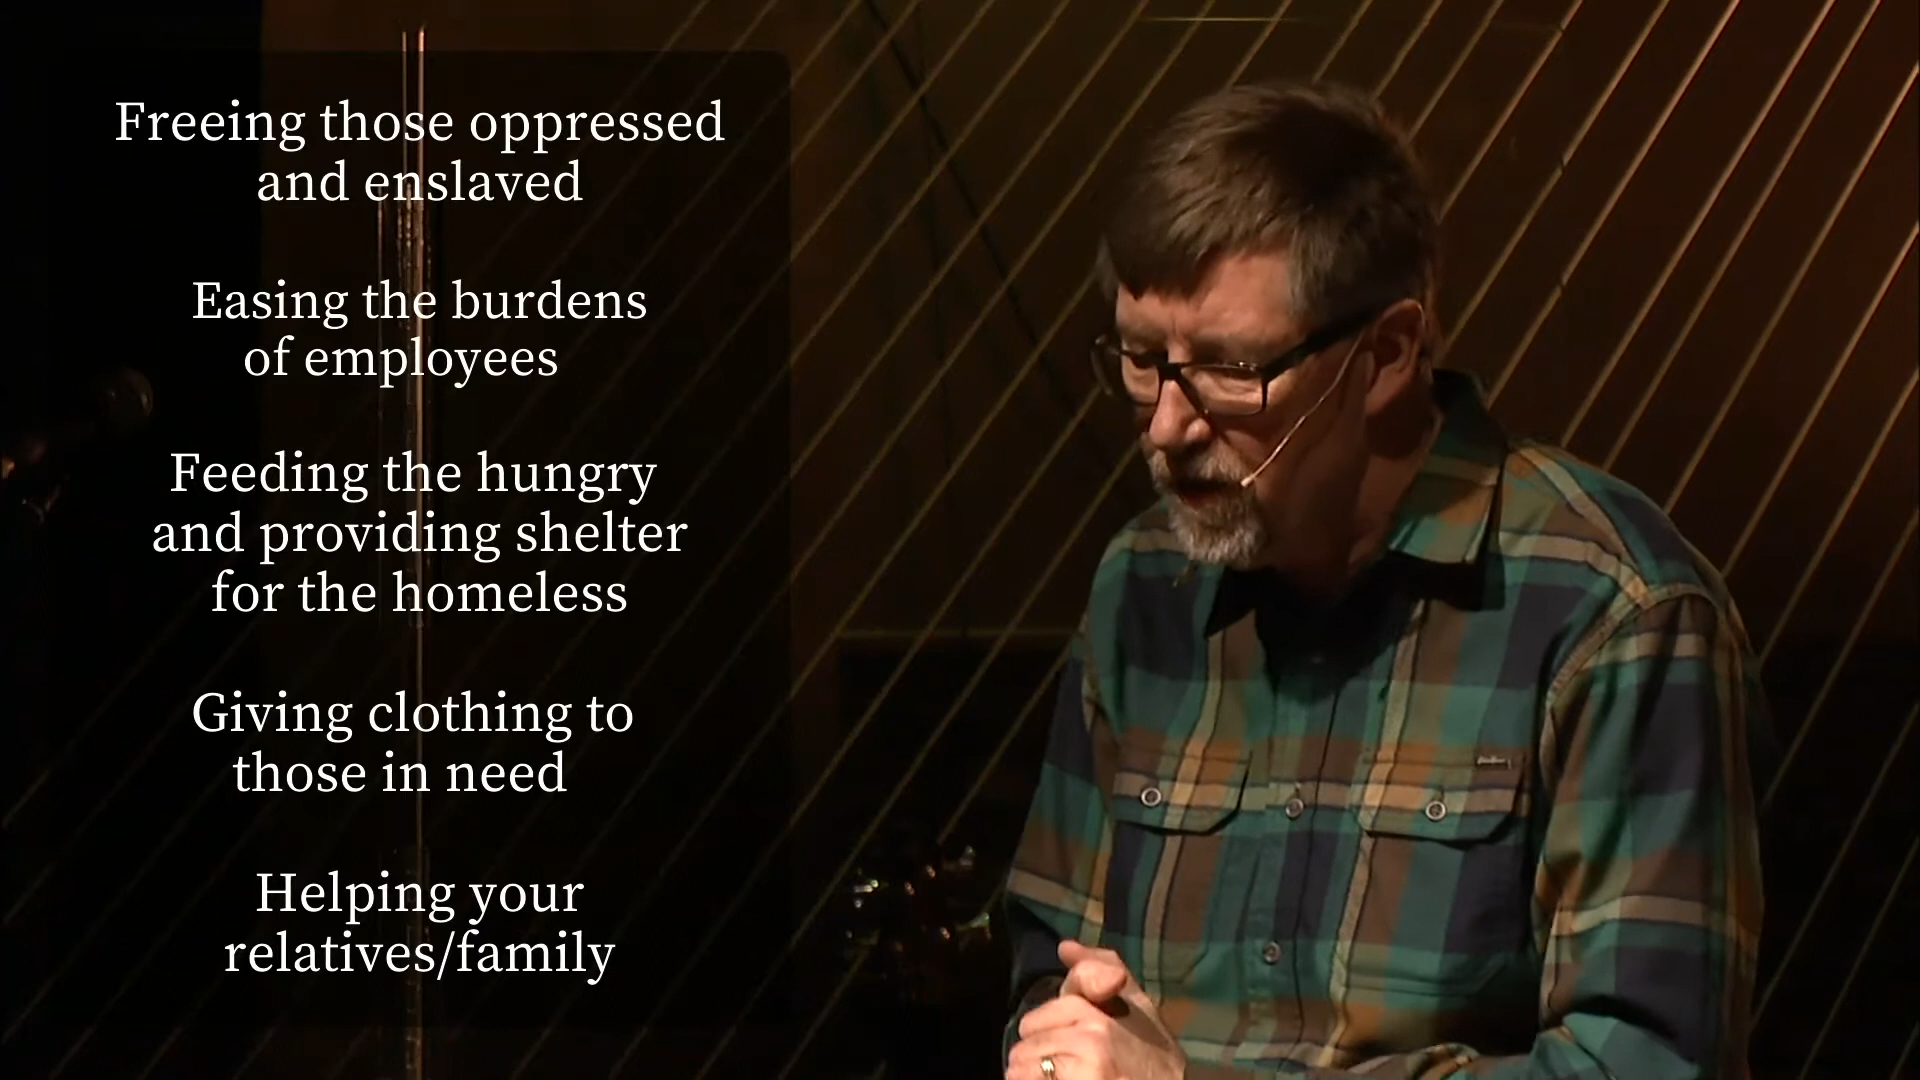 Freeing those oppressed
and enslaved
Easing the burdens
of employees
Feeding the hungry
and providing shelter
for the homeless
Giving clothing to
those in need
Helping your
relatives/family